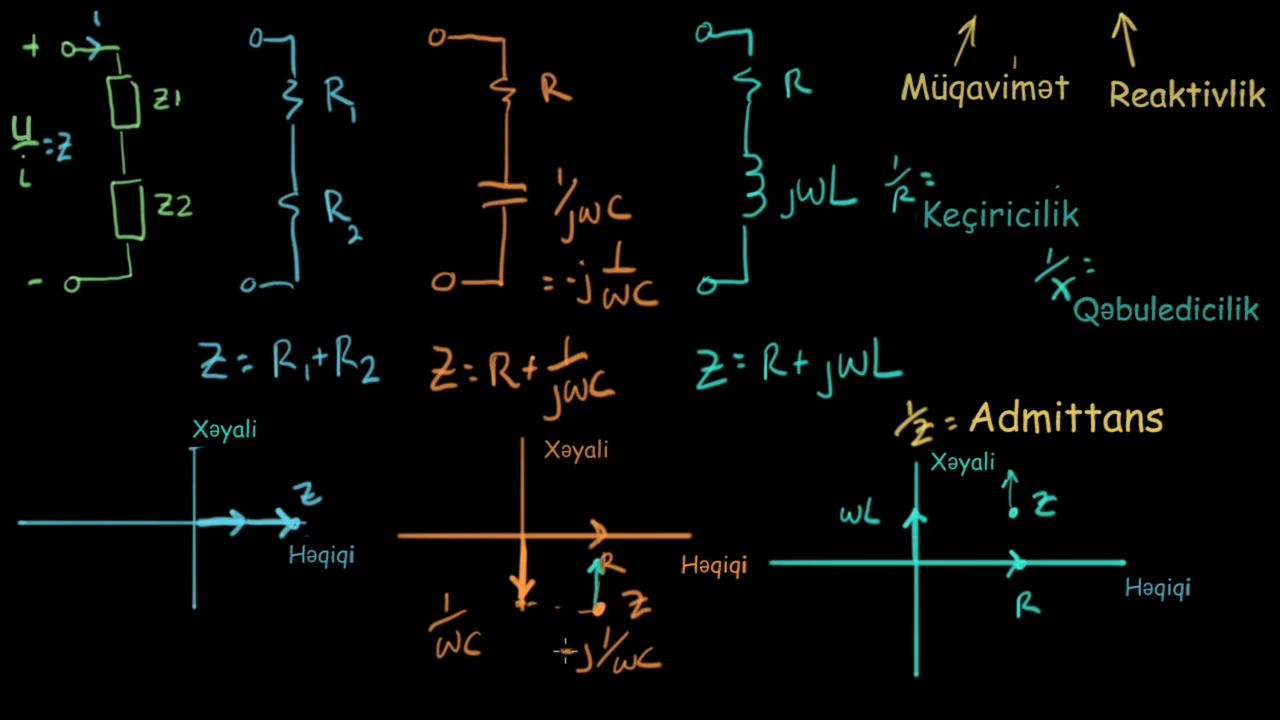 + i
Z1
u/i = Z
Z2
-
R₁
R₂
Z = R₁+R₂
R
1/jωC
= -j 1/ωC
Z = R + 1/jωC
R
jωL
Z = R + jωL
Müqavimət
Reaktivlik
1/R =
Keçiricilik
1/X =
Qəbuledicilik
1/Z = Admittans
Xəyali
Z
Həqiqi
Xəyali
R
Həqiqi
1/ωC
Z
-j 1/ωC
Xəyali
ωL
Z
Həqiqi
R